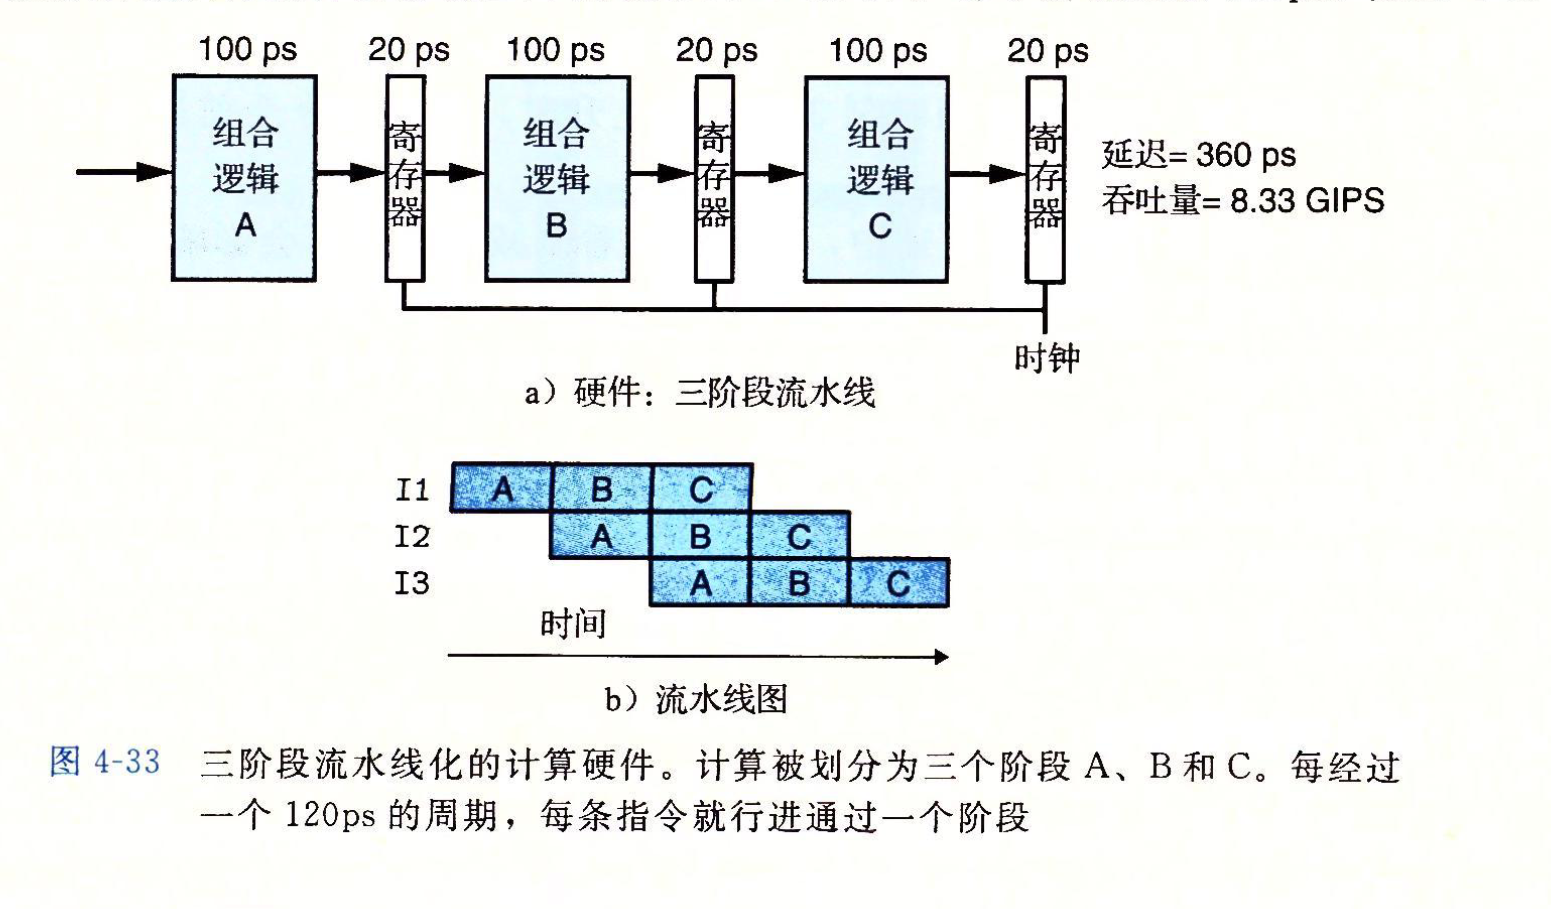 100 ps 20 ps 100 ps 20 ps 100 ps 20 ps
组合逻辑A
寄存器
组合逻辑B
寄存器
组合逻辑C
寄存器
延迟= 360 ps
吞吐量= 8.33 GIPS
时钟
a）硬件：三阶段流水线
I1 A B C
I2 A B C
I3 A B C
时间
b）流水线图
图 4-33 三阶段流水线化的计算硬件。计算被划分为三个阶段 A、B 和 C。每经过
一个 120ps 的周期，每条指令就行进通过一个阶段